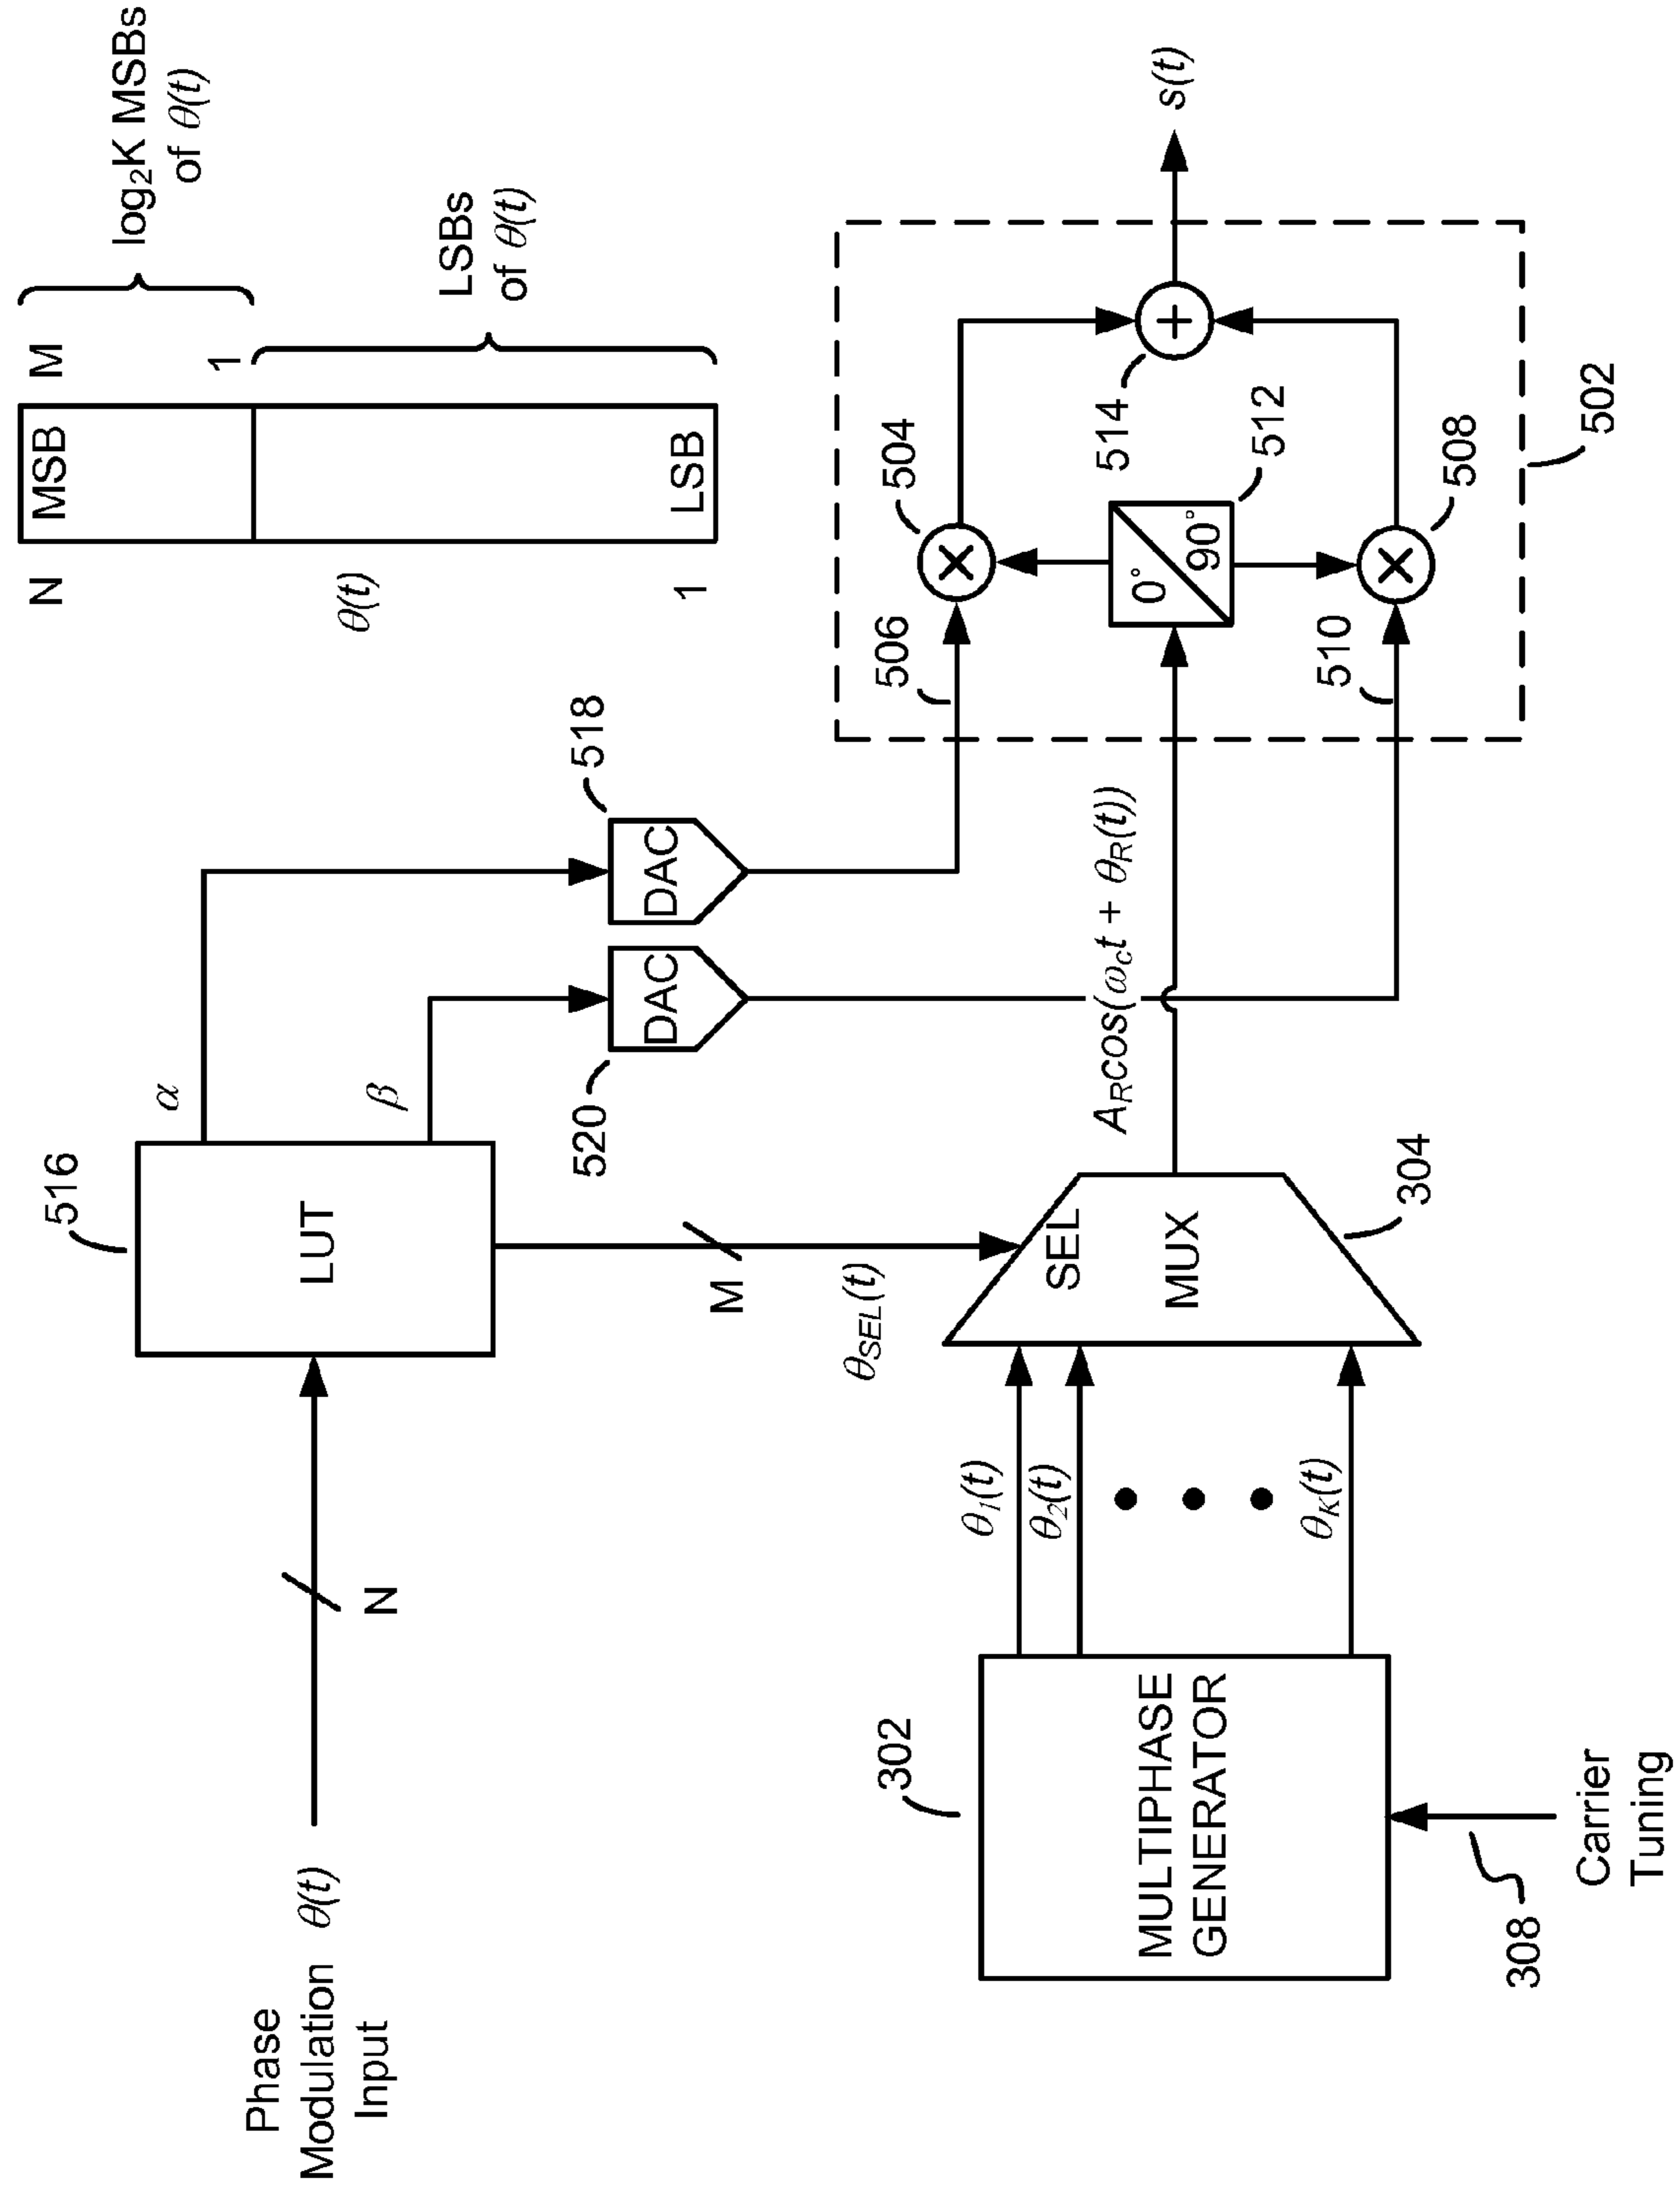 Phase
Modulation θ(t)
Input
N
516
LUT
α
β
M
θSEL(t)
520
DAC
518
DAC
N
MSB
M
θ(t)
1
LSB
1
log₂K MSBs
of θ(t)
LSBs
of θ(t)
302
MULTIPHASE
GENERATOR
308
Carrier
Tuning
θ₁(t)
θ₂(t)
θK(t)
SEL
MUX
304
ARcos(ωct + θR(t))
506
504
510
508
0°
90°
512
514
+
×
×
502
s(t)